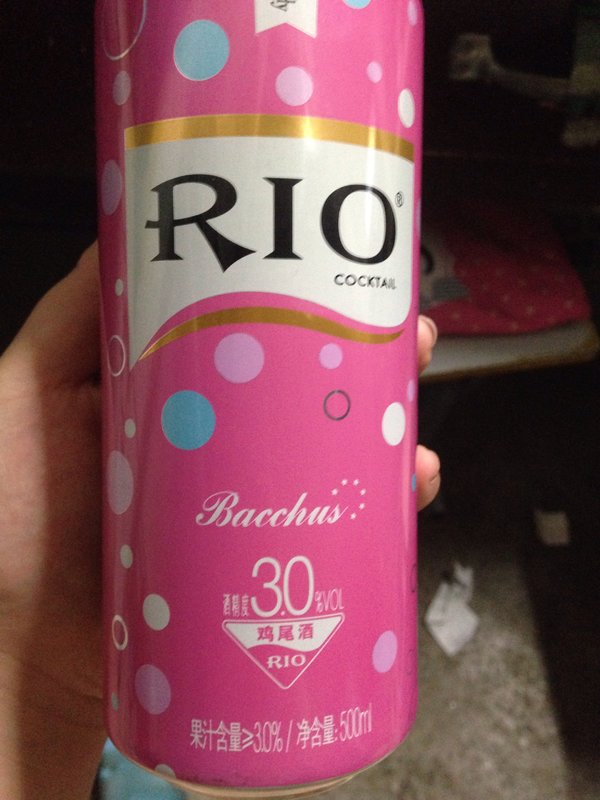 RIO®
COCKTAIL
Bacchus
酒精度3.0%VOL
鸡尾酒
RIO
果汁含量≥3.0% / 净含量:500ml